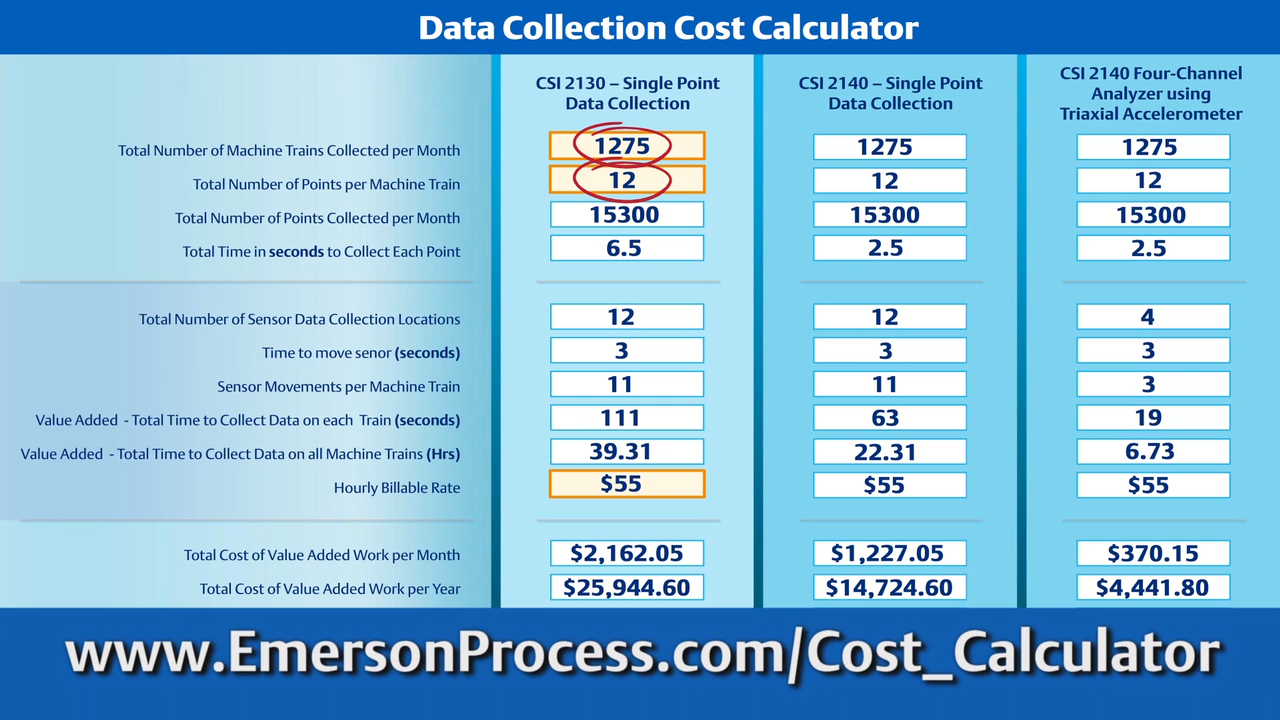 Data Collection Cost Calculator
CSI 2130 – Single Point
Data Collection
CSI 2140 – Single Point
Data Collection
CSI 2140 Four-Channel
Analyzer using
Triaxial Accelerometer
Total Number of Machine Trains Collected per Month 1275 1275 1275
Total Number of Points per Machine Train 12 12 12
Total Number of Points Collected per Month 15300 15300 15300
Total Time in seconds to Collect Each Point 6.5 2.5 2.5
Total Number of Sensor Data Collection Locations 12 12 4
Time to move senor (seconds) 3 3 3
Sensor Movements per Machine Train 11 11 3
Value Added - Total Time to Collect Data on each Train (seconds) 111 63 19
Value Added - Total Time to Collect Data on all Machine Trains (Hrs) 39.31 22.31 6.73
Hourly Billable Rate $55 $55 $55
Total Cost of Value Added Work per Month $2,162.05 $1,227.05 $370.15
Total Cost of Value Added Work per Year $25,944.60 $14,724.60 $4,441.80
www.EmersonProcess.com/Cost_Calculator